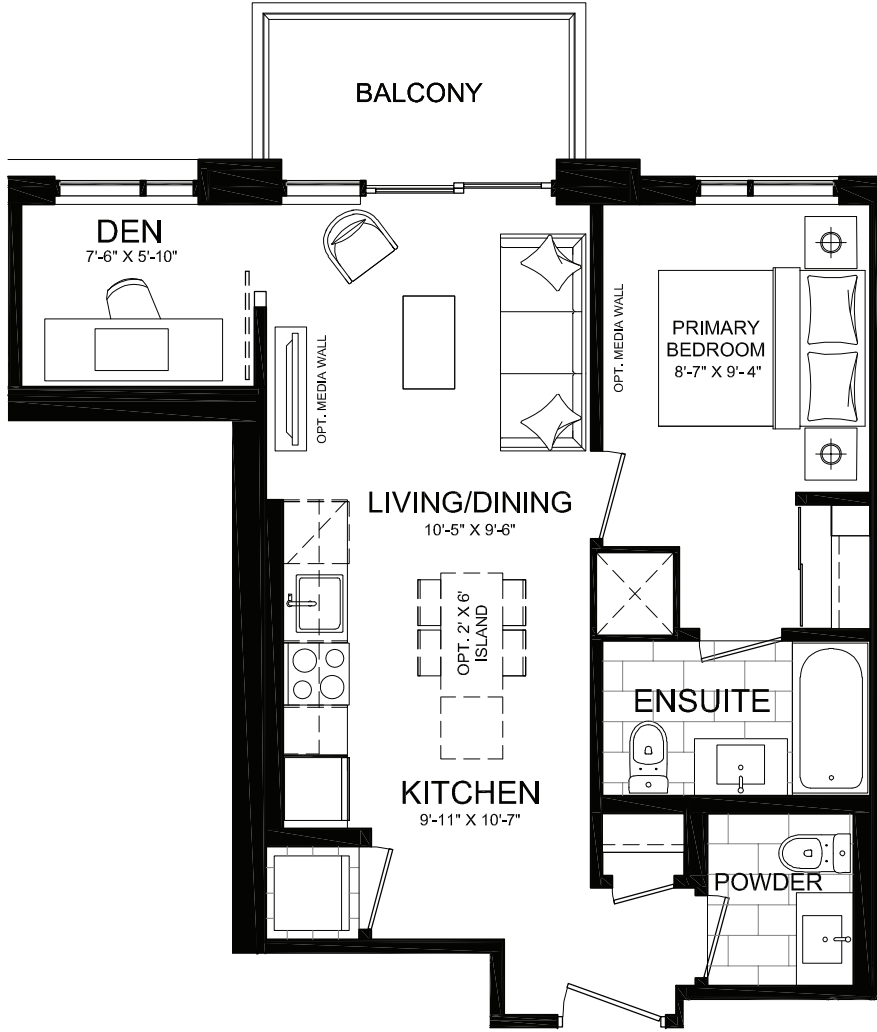 BALCONY
DEN
7'-6" X 5'-10"
OPT. MEDIA WALL
OPT. MEDIA WALL
PRIMARY
BEDROOM
8'-7" X 9'-4"
LIVING/DINING
10'-5" X 9'-6"
OPT. 2' X 6'
ISLAND
ENSUITE
KITCHEN
9'-11" X 10'-7"
POWDER